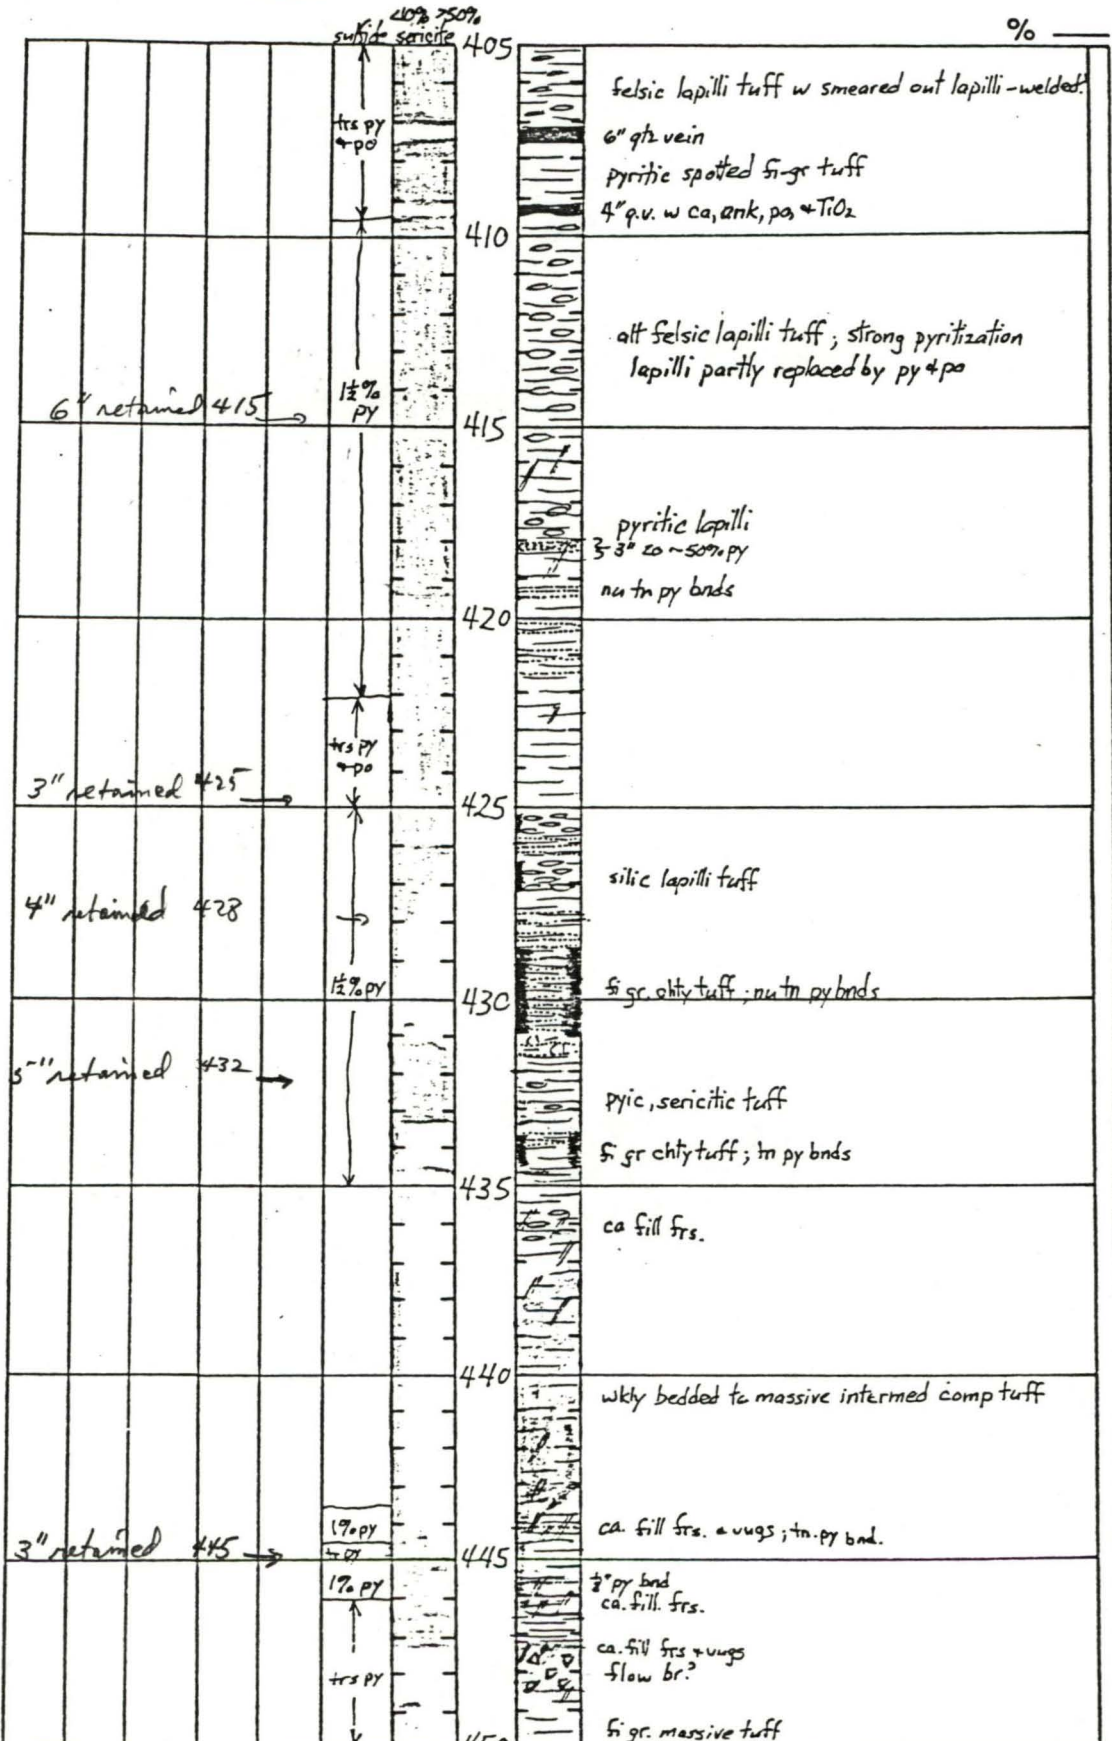 <10% >50%
sulfide sericite 405 %
felsic lapilli tuff w smeared out lapilli-welded.
trs py
+po
6" qtz vein
pyritic spotted fi-gr tuff
4" q.v. w ca, ank, po, + TiO2
410
alt felsic lapilli tuff; strong pyritization
lapilli partly replaced by py + po
1½%
py
6" retained 415
415
pyritic lapilli
3" zo ~50% py
nu tn py bnds
420
trs py
+po
3" retained 425
425
silic lapilli tuff
4" retained 428
1½% py
fi gr. chty tuff; nu tn py bnds
430
5" retained 432
pyic, sericitic tuff
fi gr chty tuff; tn py bnds
435
ca fill frs.
440
wkly bedded to massive intermed comp tuff
1% py
ca. fill frs. + vugs; tn. py bnd.
3" retained 445
445
1% py
½" py bnd
ca. fill. frs.
ca. fill frs + vugs
flow br.?
trs py
fi gr. massive tuff
450